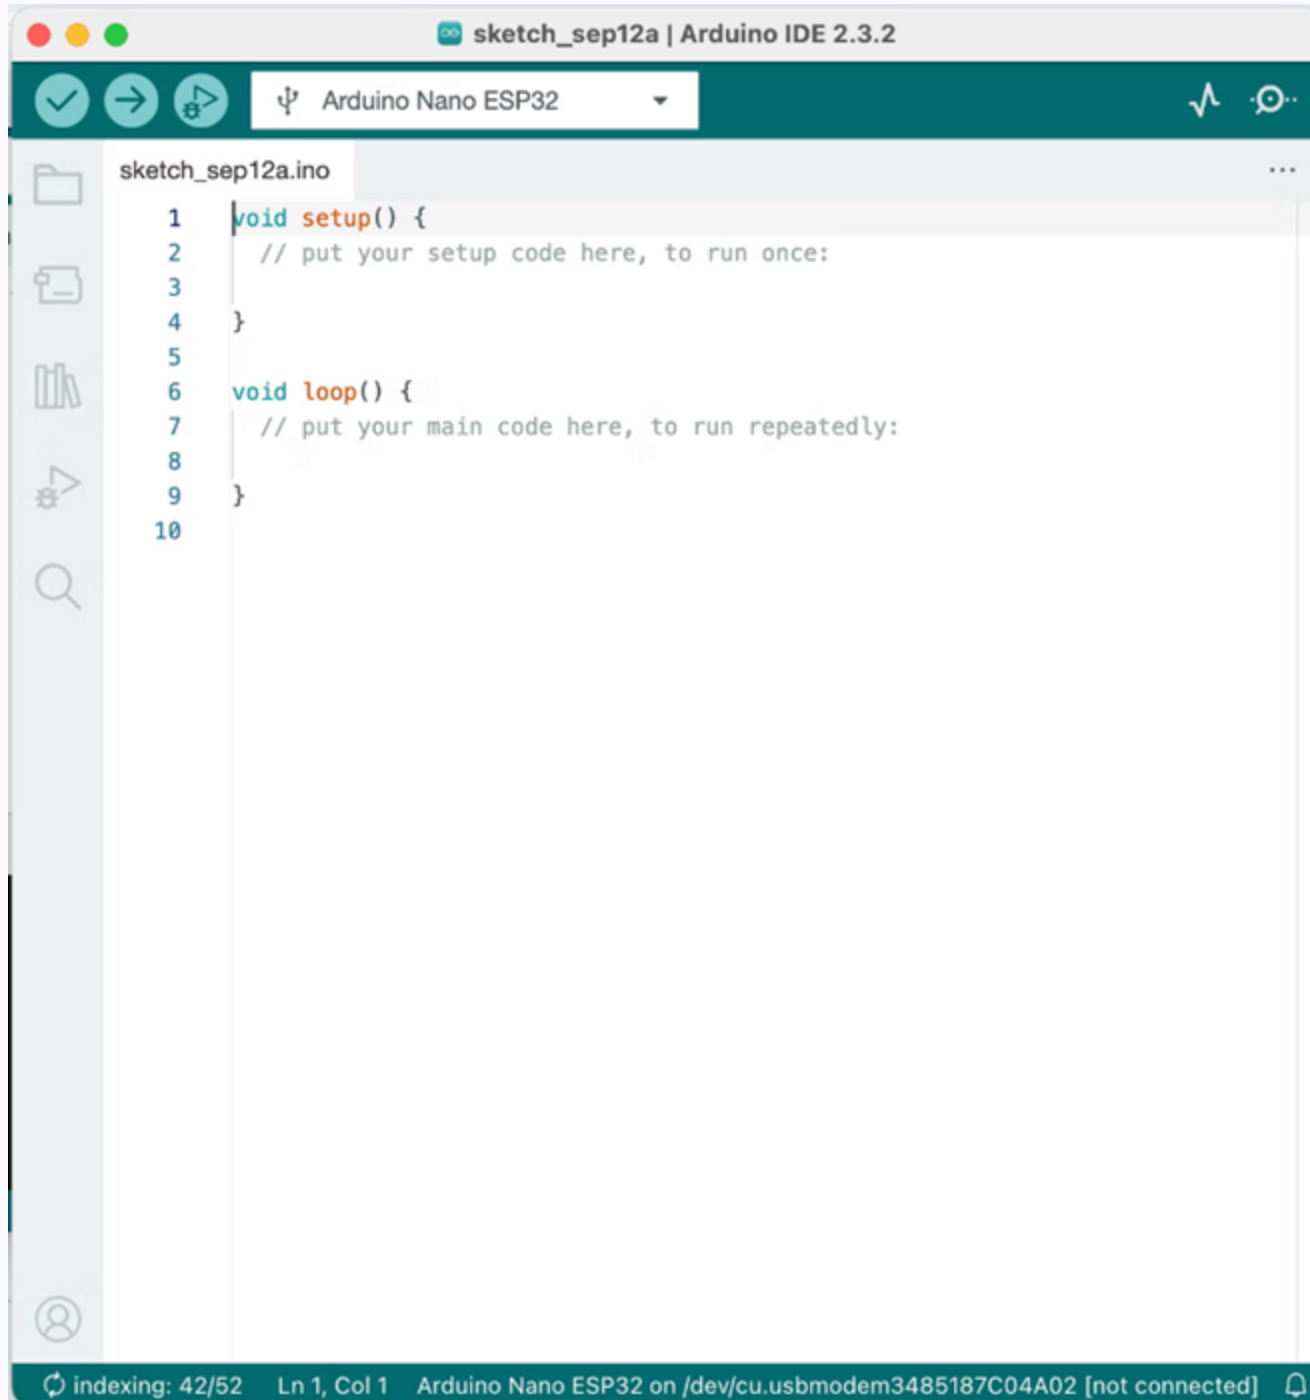 sketch_sep12a | Arduino IDE 2.3.2
Arduino Nano ESP32
sketch_sep12a.ino
...
1 void setup() {
2 // put your setup code here, to run once:
3
4 }
5
6 void loop() {
7 // put your main code here, to run repeatedly:
8
9 }
10
indexing: 42/52 Ln 1, Col 1 Arduino Nano ESP32 on /dev/cu.usbmodem3485187C04A02 [not connected]